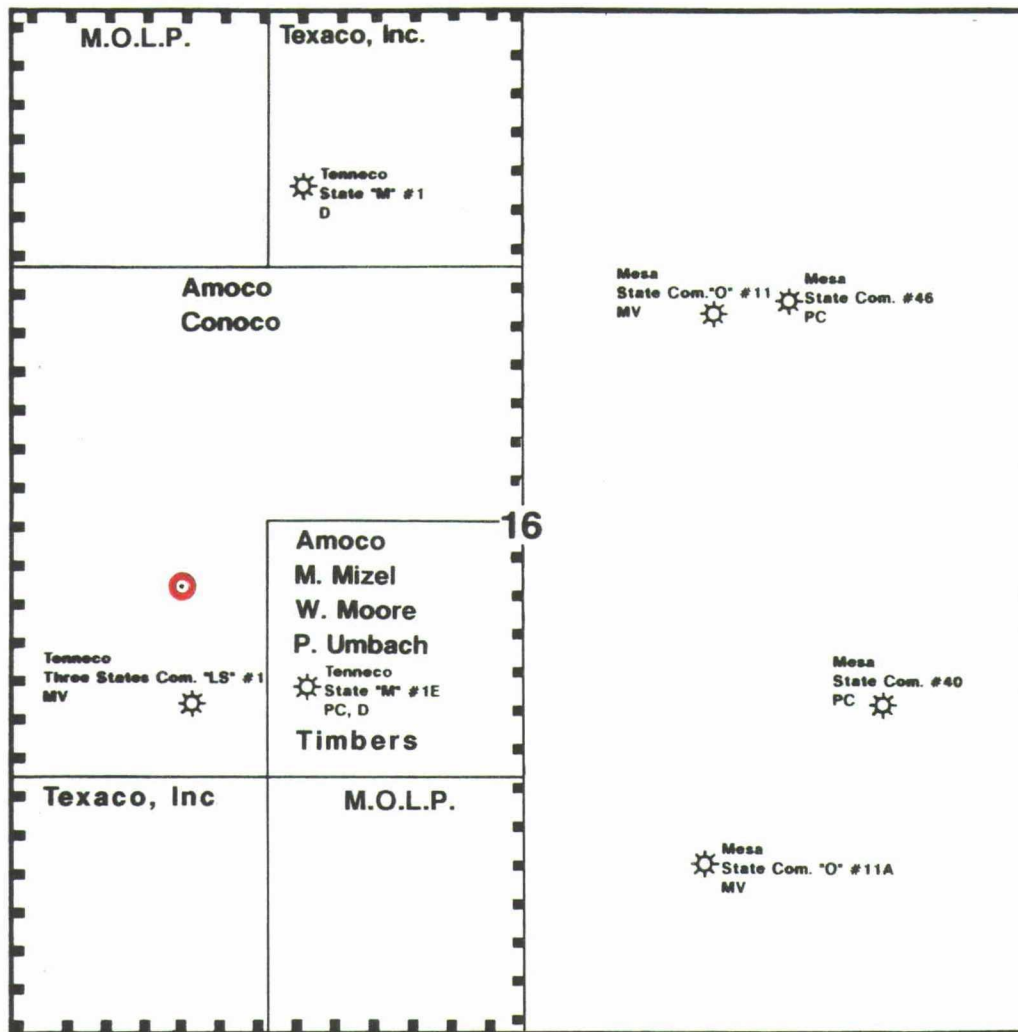 M.O.L.P.
Texaco, Inc.
Tenneco
State "M" #1
D
Amoco
Conoco
Mesa
State Com."O" #11
MV
Mesa
State Com. #46
PC
16
Amoco
M. Mizel
W. Moore
P. Umbach
Tenneco
State "M" #1E
PC, D
Timbers
Tenneco
Three States Com. "LS" #1
MV
Mesa
State Com. #40
PC
Texaco, Inc
M.O.L.P.
Mesa
State Com. "O" #11A
MV